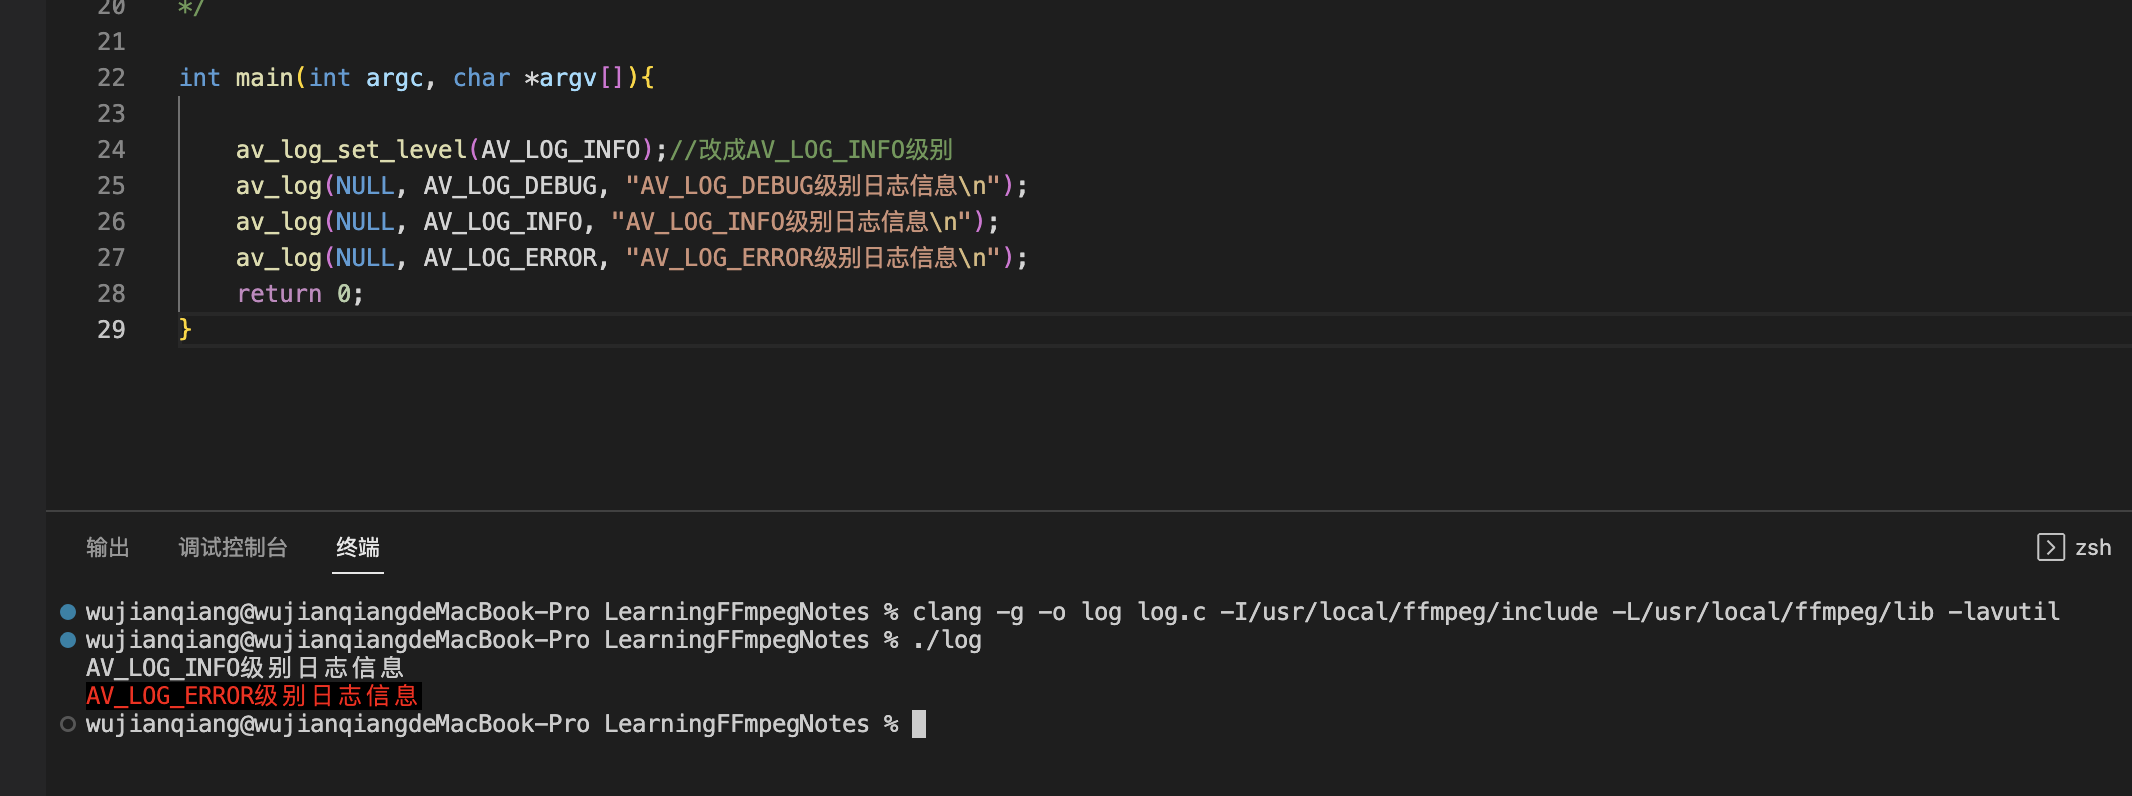 20 */
21
22 int main(int argc, char *argv[]){
23
24 av_log_set_level(AV_LOG_INFO);//改成AV_LOG_INFO级别
25 av_log(NULL, AV_LOG_DEBUG, "AV_LOG_DEBUG级别日志信息\n");
26 av_log(NULL, AV_LOG_INFO, "AV_LOG_INFO级别日志信息\n");
27 av_log(NULL, AV_LOG_ERROR, "AV_LOG_ERROR级别日志信息\n");
28 return 0;
29 }
输出 调试控制台 终端 zsh
wujianqiang@wujianqiangdeMacBook-Pro LearningFFmpegNotes % clang -g -o log log.c -I/usr/local/ffmpeg/include -L/usr/local/ffmpeg/lib -lavutil
wujianqiang@wujianqiangdeMacBook-Pro LearningFFmpegNotes % ./log
AV_LOG_INFO级别日志信息
AV_LOG_ERROR级别日志信息
wujianqiang@wujianqiangdeMacBook-Pro LearningFFmpegNotes %